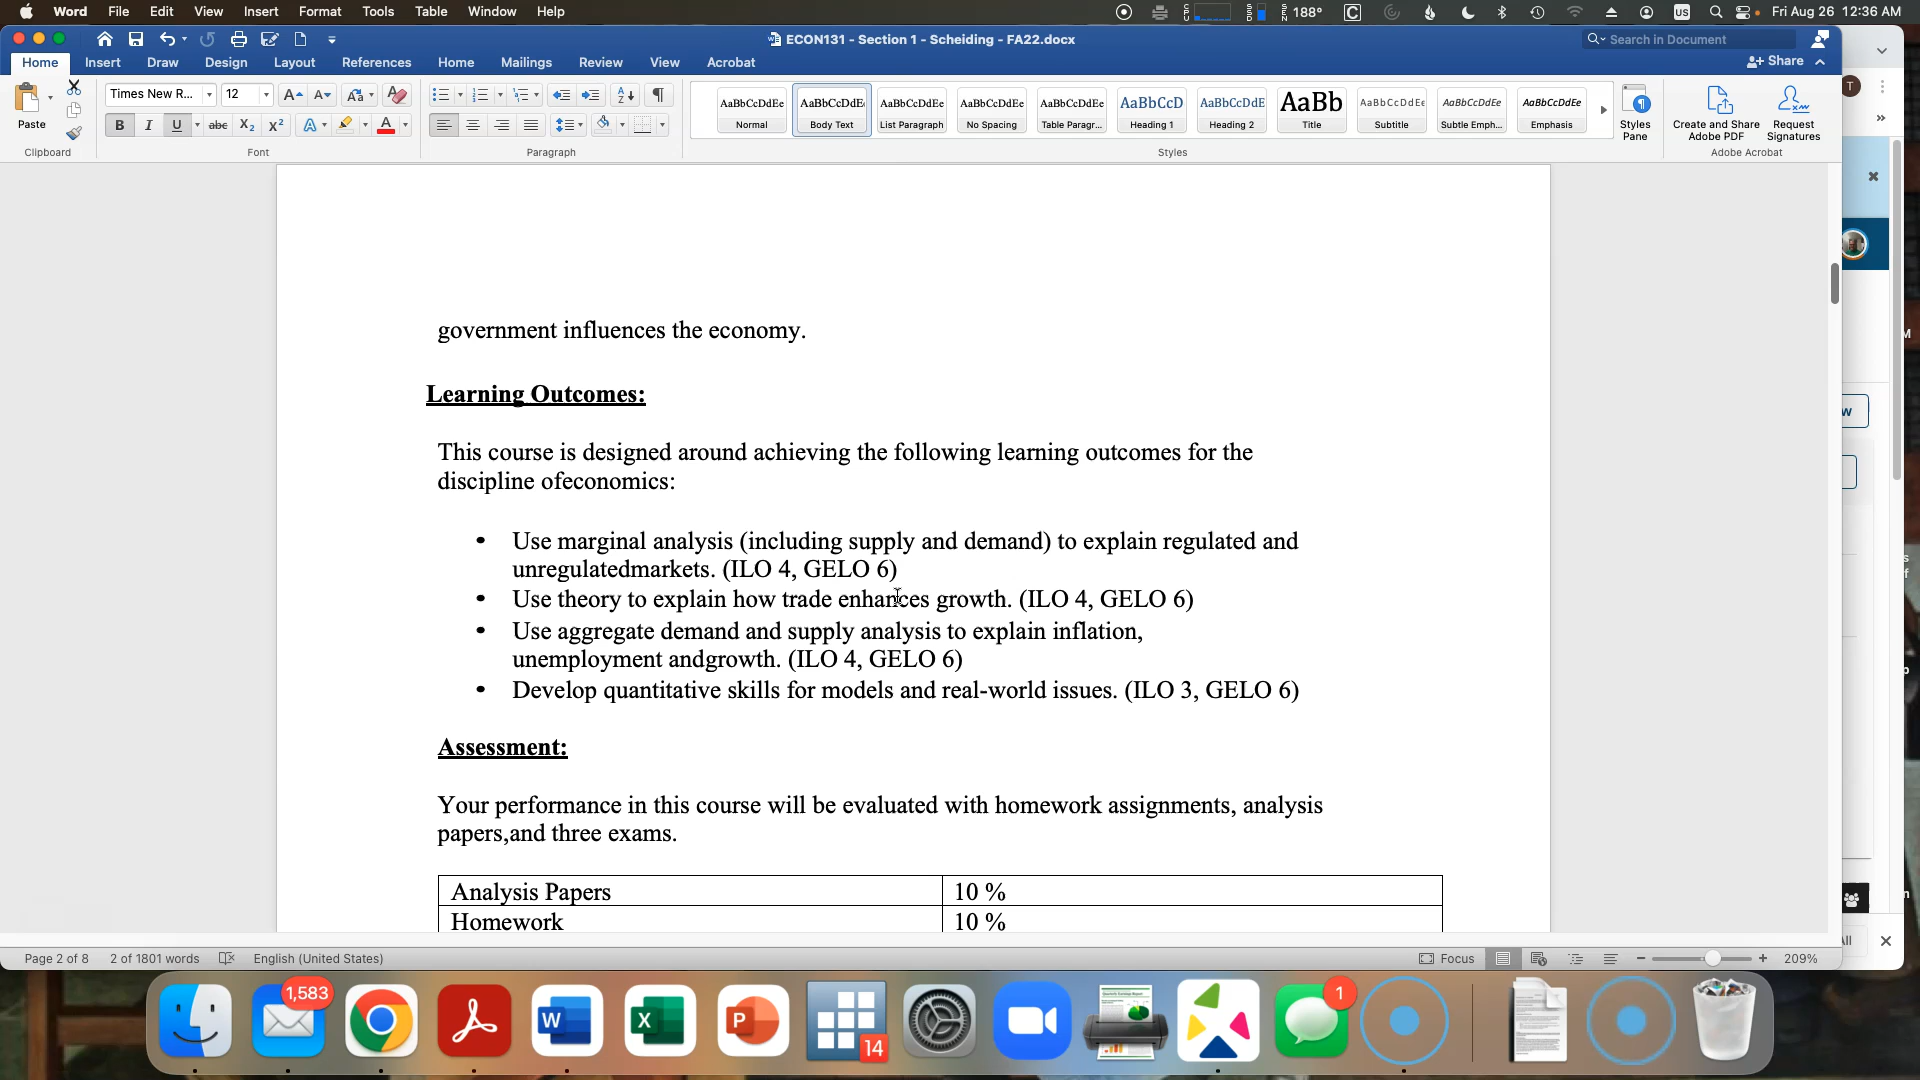 Word File Edit View Insert Format Tools Table Window Help 188° US Fri Aug 26 12:36 AM
ECON131 - Section 1 - Scheiding - FA22.docx Search in Document
Home Insert Draw Design Layout References Home Mailings Review View Acrobat Share
Paste Times New R... 12
AaBbCcDdEe AaBbCcDdE AaBbCcDdEe AaBbCcDdEe AaBbCcDdEe AaBbCcD AaBbCcDdE AaBb AaBbCcDdEe AaBbCcDdEe AaBbCcDdEe
Normal Body Text List Paragraph No Spacing Table Paragr... Heading 1 Heading 2 Title Subtitle Subtle Emph... Emphasis
Styles Pane
Create and Share Adobe PDF
Request Signatures
Clipboard Font Paragraph Styles Adobe Acrobat
government influences the economy.
Learning Outcomes:
This course is designed around achieving the following learning outcomes for the
discipline ofeconomics:
• Use marginal analysis (including supply and demand) to explain regulated and
unregulatedmarkets. (ILO 4, GELO 6)
• Use theory to explain how trade enhances growth. (ILO 4, GELO 6)
• Use aggregate demand and supply analysis to explain inflation,
unemployment andgrowth. (ILO 4, GELO 6)
• Develop quantitative skills for models and real-world issues. (ILO 3, GELO 6)
Assessment:
Your performance in this course will be evaluated with homework assignments, analysis
papers,and three exams.
Analysis Papers 10 %
Homework 10 %
Page 2 of 8 2 of 1801 words English (United States) Focus 209%
1,583
W
X
P
14
1